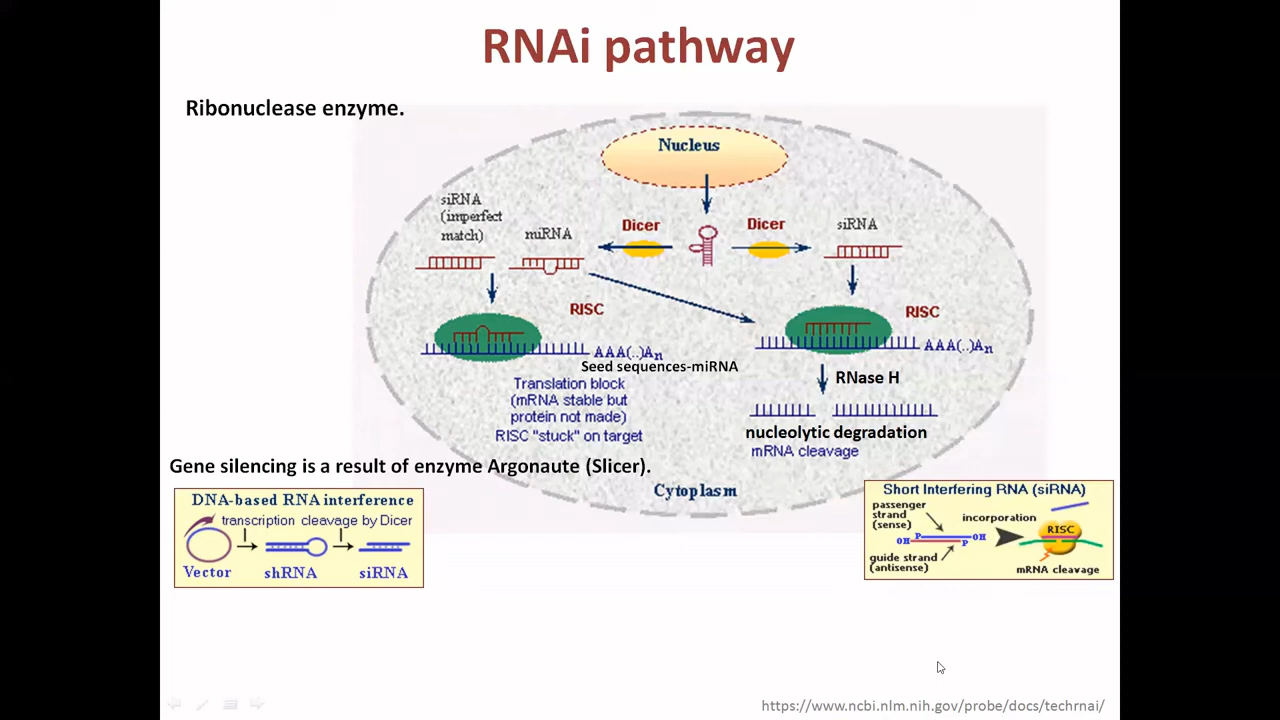 RNAi pathway
Ribonuclease enzyme.
Nucleus
siRNA
(imperfect
match)
miRNA
Dicer
Dicer
siRNA
RISC
RISC
AAA(..)An
AAA(..)An
Seed sequences-miRNA
Translation block
(mRNA stable but
protein not made)
RISC "stuck" on target
RNase H
nucleolytic degradation
mRNA cleavage
Gene silencing is a result of enzyme Argonaute (Slicer).
Cytoplasm
DNA-based RNA interference
transcription cleavage by Dicer
Vector
shRNA
siRNA
Short Interfering RNA (siRNA)
passenger
strand
(sense)
incorporation
RISC
P
OH
OH
P
guide strand
(antisense)
mRNA cleavage
https://www.ncbi.nlm.nih.gov/probe/docs/techrnai/